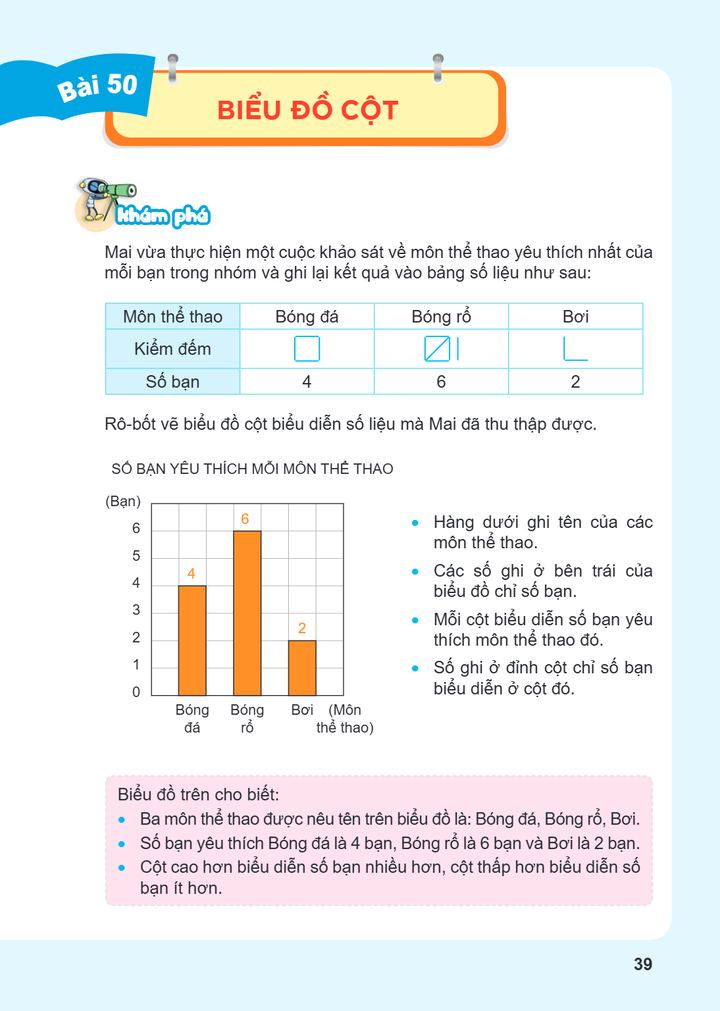 Bài 50
BIỂU ĐỒ CỘT
khám phá
Mai vừa thực hiện một cuộc khảo sát về môn thể thao yêu thích nhất của
mỗi bạn trong nhóm và ghi lại kết quả vào bảng số liệu như sau:
Môn thể thao Bóng đá Bóng rổ Bơi
Kiểm đếm
Số bạn 4 6 2
Rô-bốt vẽ biểu đồ cột biểu diễn số liệu mà Mai đã thu thập được.
SỐ BẠN YÊU THÍCH MỖI MÔN THỂ THAO
(Bạn)
6
5
4
3
2
1
0
4
6
2
Bóng đá
Bóng rổ
Bơi
(Môn thể thao)
• Hàng dưới ghi tên của các
môn thể thao.
• Các số ghi ở bên trái của
biểu đồ chỉ số bạn.
• Mỗi cột biểu diễn số bạn yêu
thích môn thể thao đó.
• Số ghi ở đỉnh cột chỉ số bạn
biểu diễn ở cột đó.
Biểu đồ trên cho biết:
• Ba môn thể thao được nêu tên trên biểu đồ là: Bóng đá, Bóng rổ, Bơi.
• Số bạn yêu thích Bóng đá là 4 bạn, Bóng rổ là 6 bạn và Bơi là 2 bạn.
• Cột cao hơn biểu diễn số bạn nhiều hơn, cột thấp hơn biểu diễn số
bạn ít hơn.
39